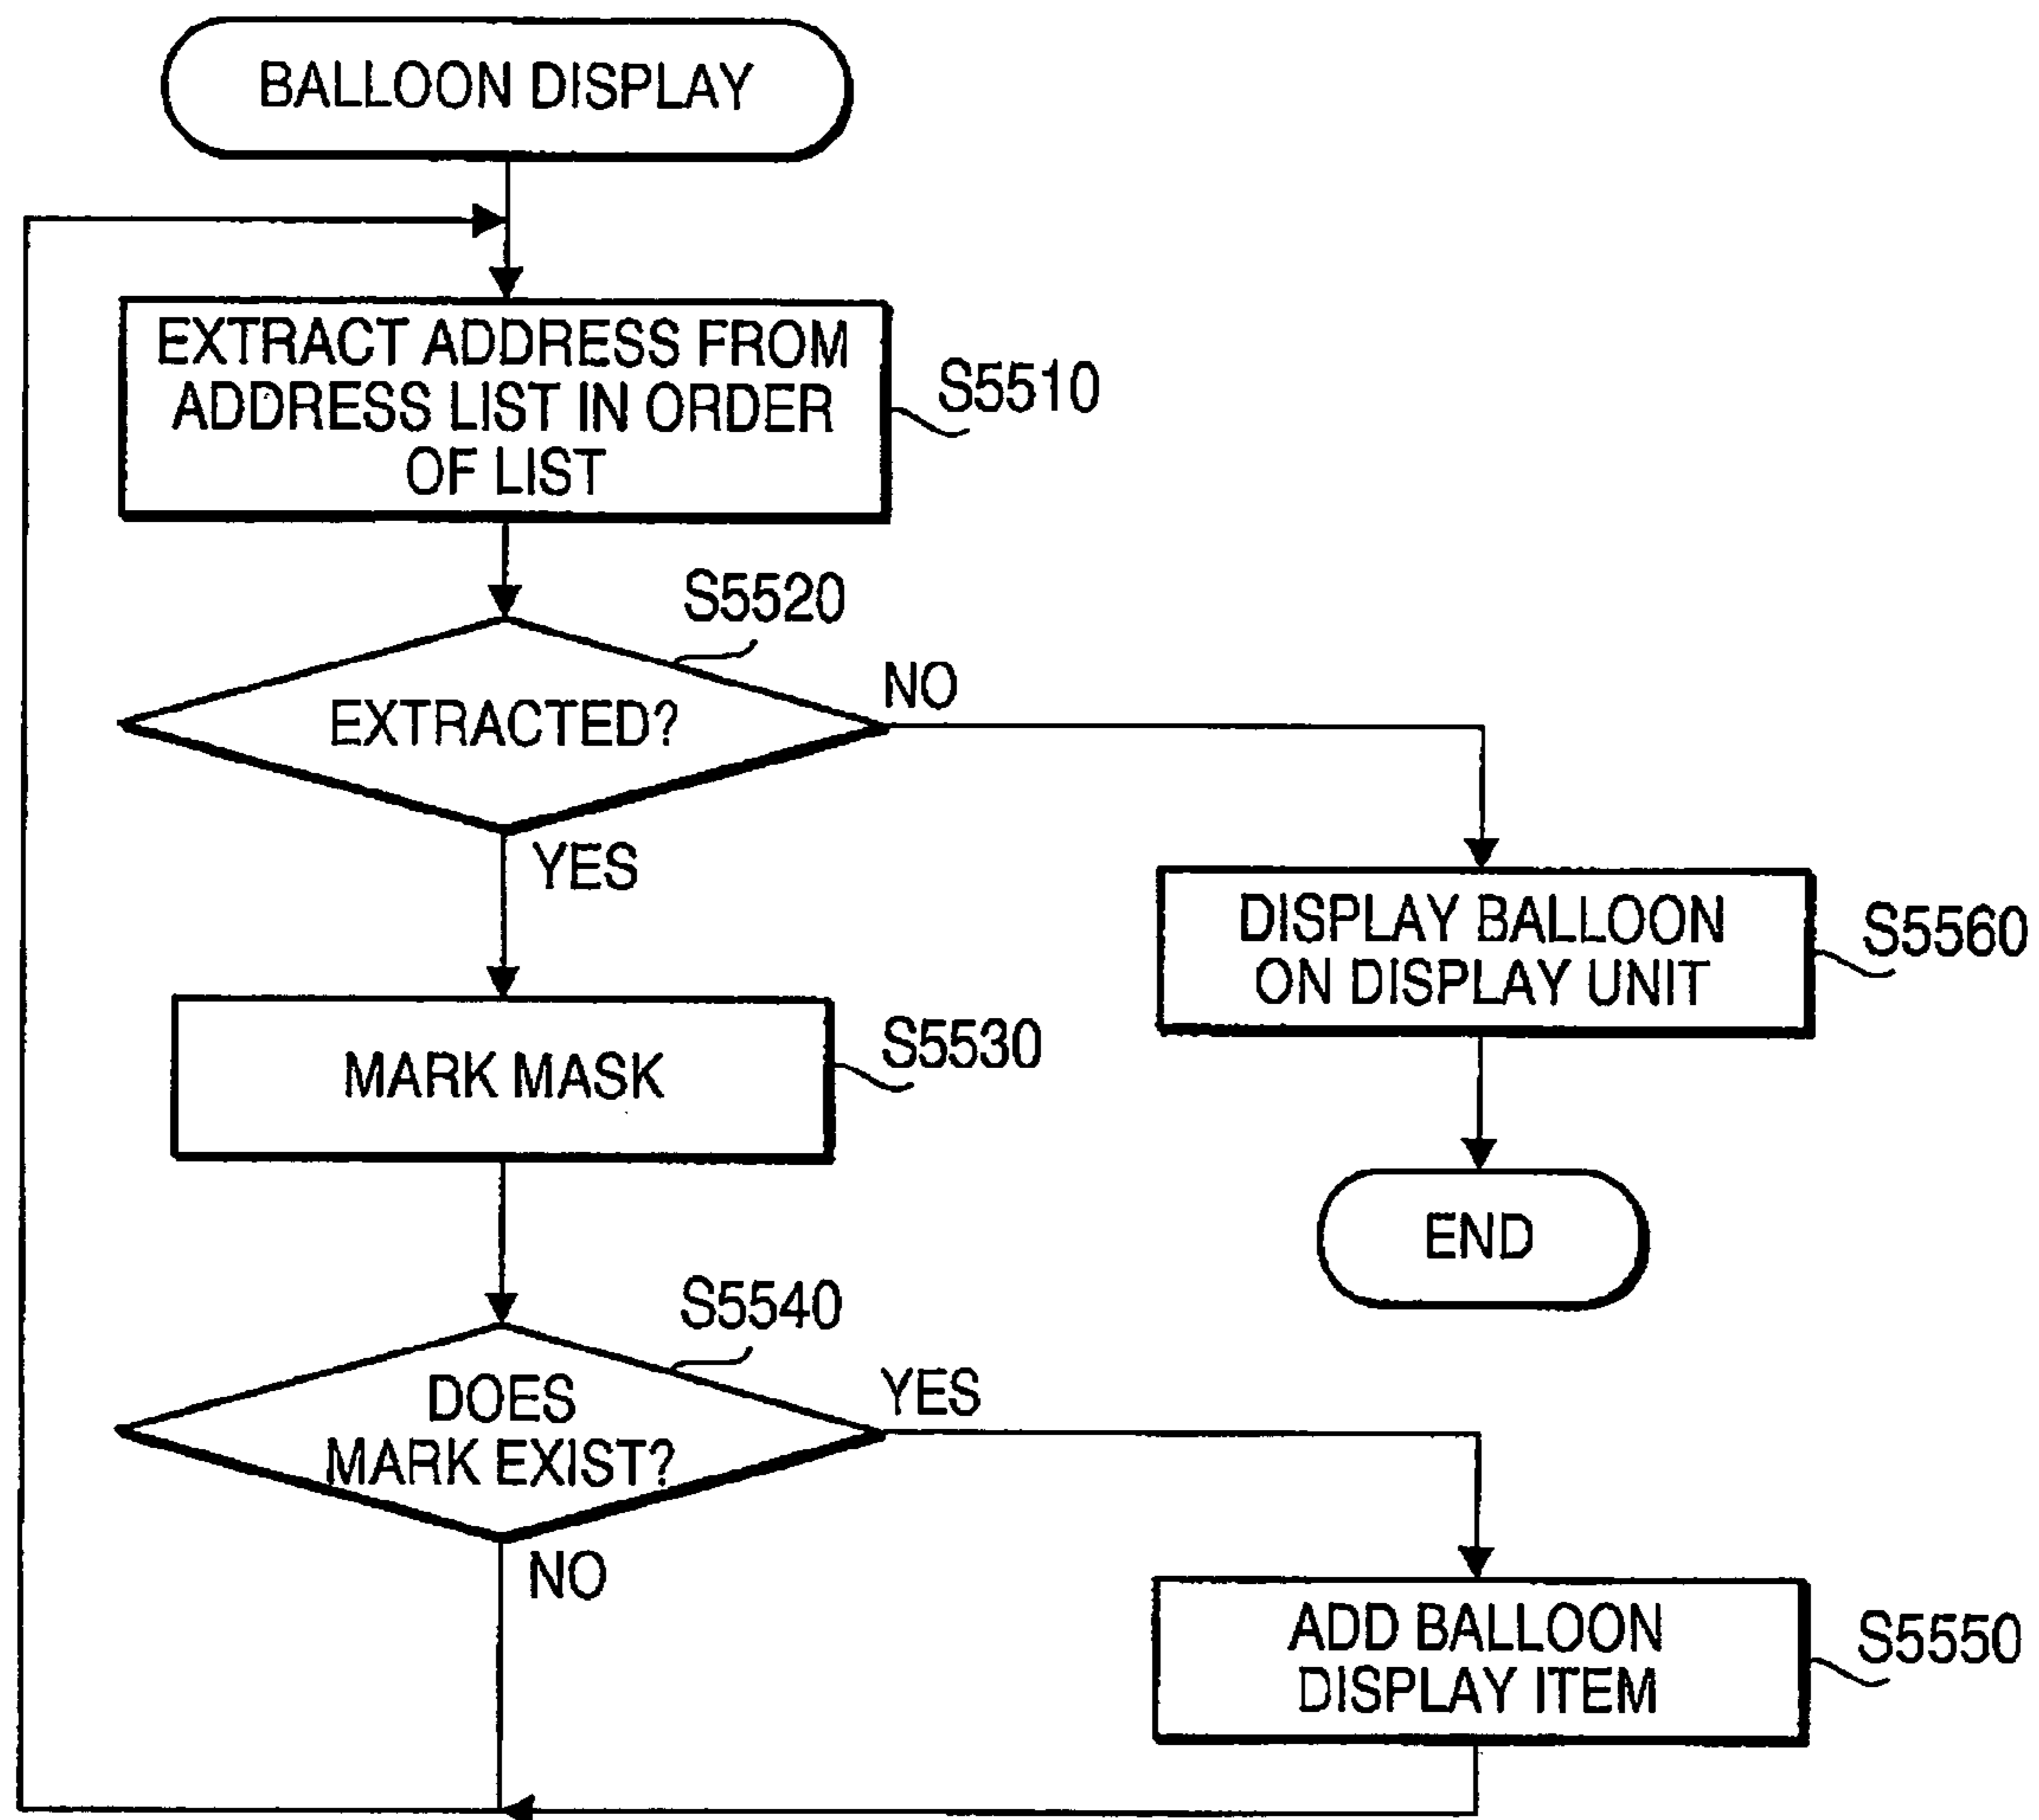 BALLOON DISPLAY
EXTRACT ADDRESS FROM
ADDRESS LIST IN ORDER
OF LIST
S5510
S5520
EXTRACTED?
NO
YES
DISPLAY BALLOON
ON DISPLAY UNIT
S5560
MARK MASK
S5530
END
S5540
DOES
MARK EXIST?
YES
NO
ADD BALLOON
DISPLAY ITEM
S5550